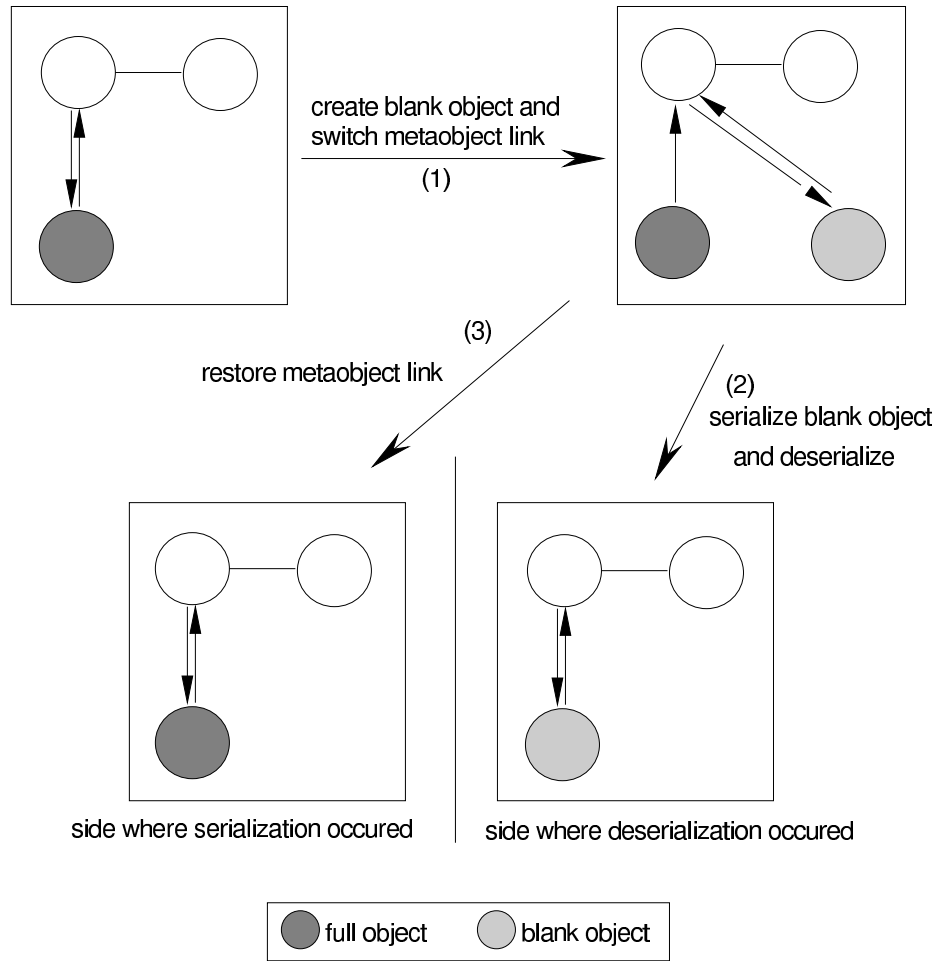 create blank object and
switch metaobject link
(1)
(3)
restore metaobject link
(2)
serialize blank object
and deserialize
side where serialization occured
side where deserialization occured
full object
blank object